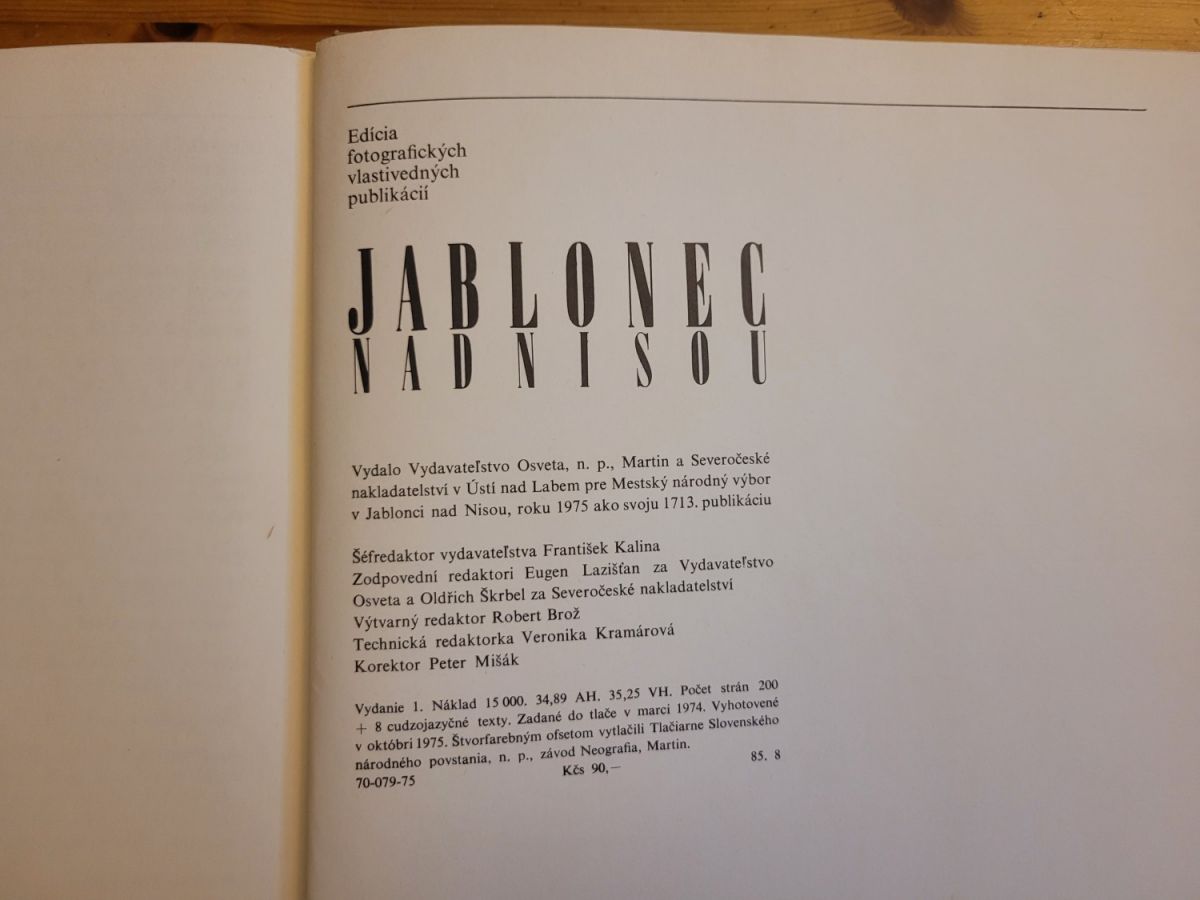 Edícia
fotografických
vlastivedných
publikácií
JABLONEC
NAD NISOU
Vydalo Vydavateľstvo Osveta, n. p., Martin a Severočeské
nakladatelství v Ústí nad Labem pre Mestský národný výbor
v Jablonci nad Nisou, roku 1975 ako svoju 1713. publikáciu
Šéfredaktor vydavateľstva František Kalina
Zodpovední redaktori Eugen Lazišťan za Vydavateľstvo
Osveta a Oldřich Škrbel za Severočeské nakladatelství
Výtvarný redaktor Robert Brož
Technická redaktorka Veronika Kramárová
Korektor Peter Mišák
Vydanie 1. Náklad 15 000. 34,89 AH. 35,25 VH. Počet strán 200
+ 8 cudzojazyčné texty. Zadané do tlače v marci 1974. Vyhotovené
v októbri 1975. Štvorfarebným ofsetom vytlačili Tlačiarne Slovenského
národného povstania, n. p., závod Neografia, Martin.
70-079-75 Kčs 90,— 85. 8